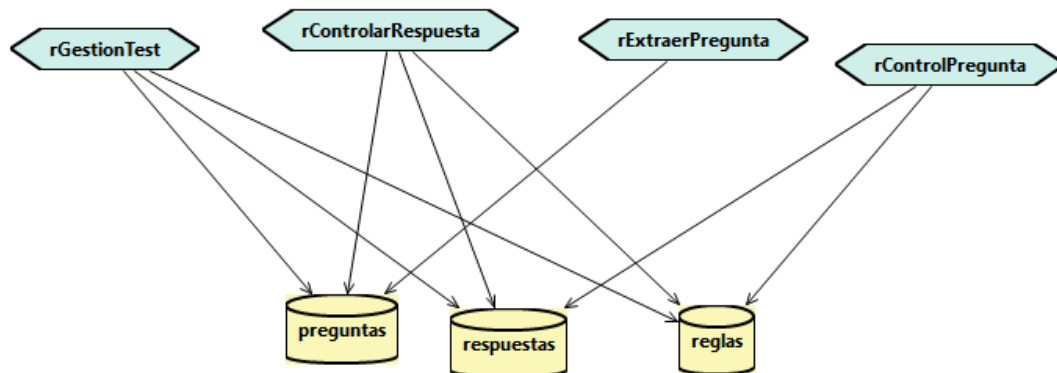 rGestionTest
rControlarRespuesta
rExtraerPregunta
rControlPregunta
preguntas
respuestas
reglas